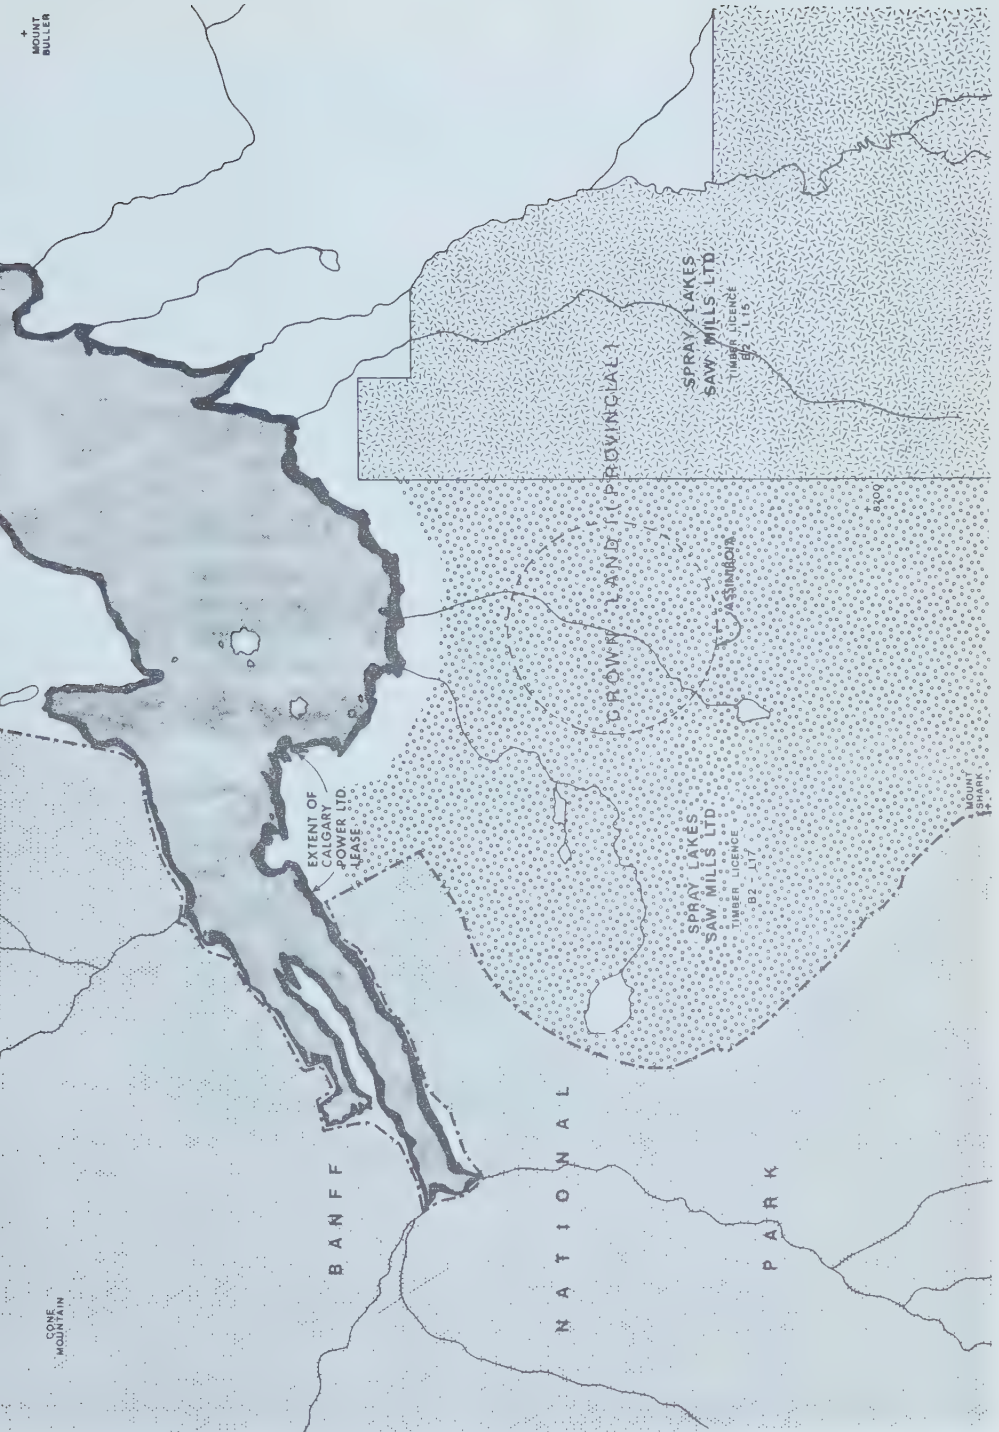 +
MOUNT
BULLER
CROWN LAND (PROVINCIAL)
SPRAY LAKES
SAW MILLS LTD
TIMBER LICENCE
B2 L15
+
8200
ASSINIBOIA
EXTENT OF
CALGARY
POWER LTD.
LEASE
SPRAY LAKES
SAW MILLS LTD
TIMBER LICENCE
B2 L17
MOUNT
SHARK
+
BANFF
NATIONAL
PARK
CONE
MOUNTAIN